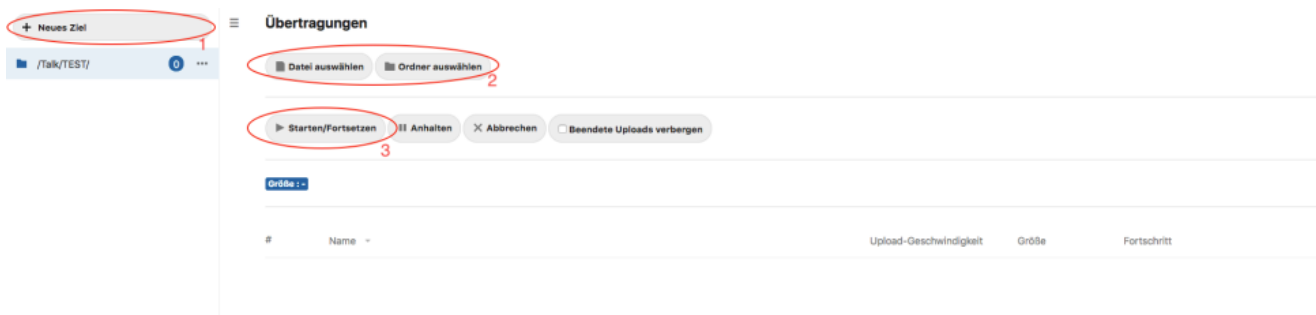 + Neues Ziel
1
/Talk/TEST/ 0 ...
Übertragungen
Datei auswählen Ordner auswählen
2
Starten/Fortsetzen Anhalten Abbrechen Beendete Uploads verbergen
3
Größe : -
# Name Upload-Geschwindigkeit Größe Fortschritt